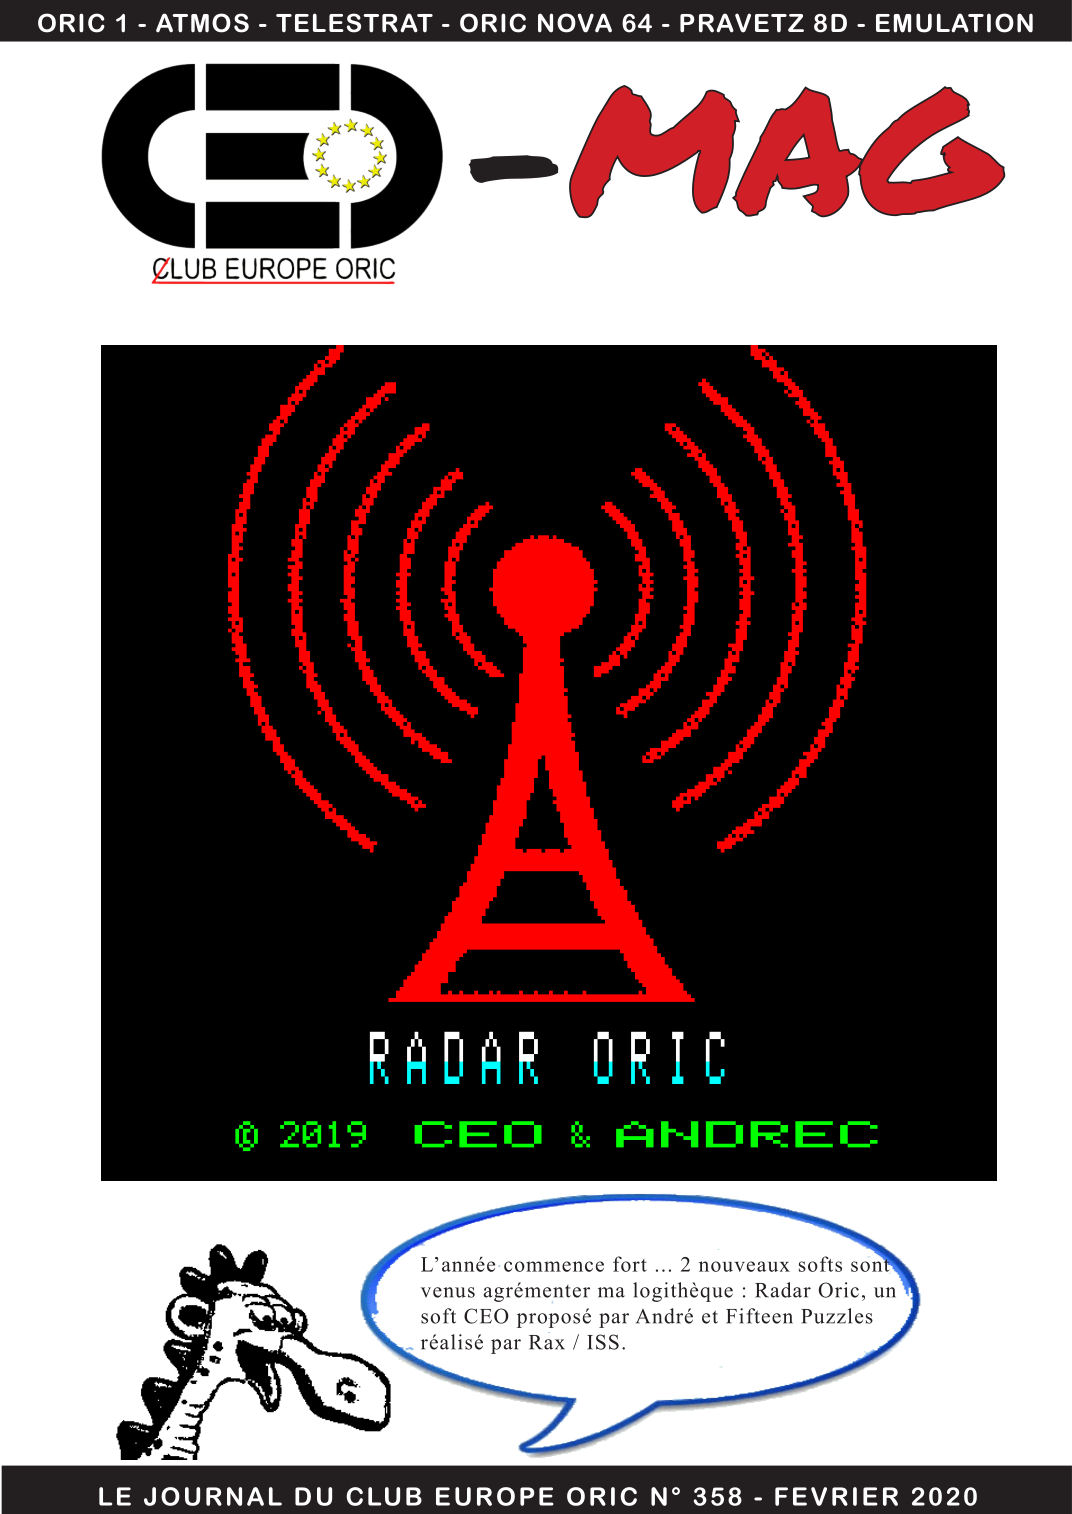 ORIC 1 - ATMOS - TELESTRAT - ORIC NOVA 64 - PRAVETZ 8D - EMULATION
CEO -MAG
CLUB EUROPE ORIC
RADAR ORIC
© 2019 CEO & ANDREC
L'année commence fort ... 2 nouveaux softs sont
venus agrémenter ma logithèque : Radar Oric, un
soft CEO proposé par André et Fifteen Puzzles
réalisé par Rax / ISS.
LE JOURNAL DU CLUB EUROPE ORIC N° 358 - FEVRIER 2020